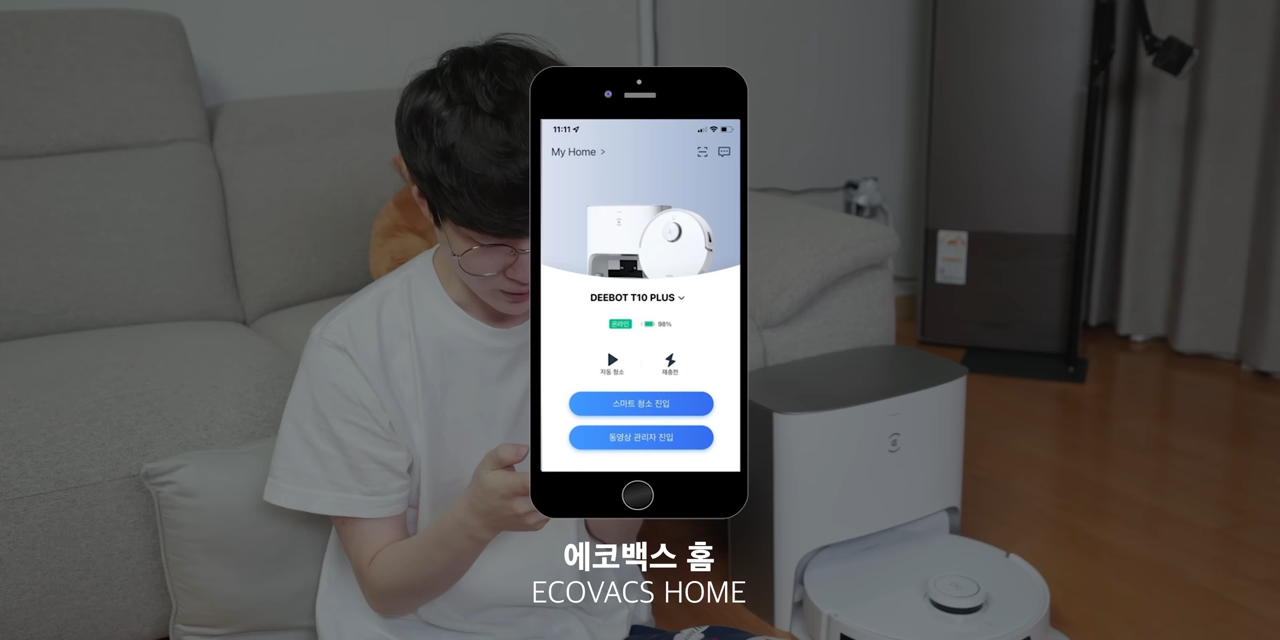 11:11
My Home >
DEEBOT T10 PLUS
온라인 98%
자동 청소 재충전
스마트 청소 진입
동영상 관리자 진입
에코백스 홈
ECOVACS HOME